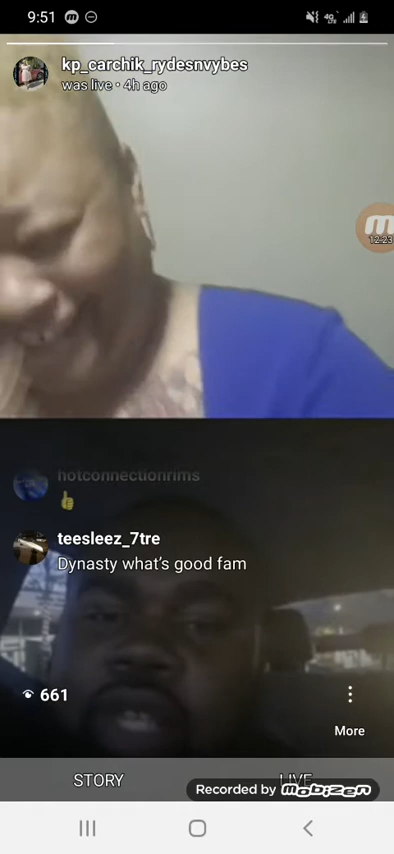 9:51
4G
kp_carchik_rydesnvybes
was live • 4h ago
12:23
hotconnectionrims
👍
teesleez_7tre
Dynasty what's good fam
661
More
STORY
LIVE
Recorded by mobizen